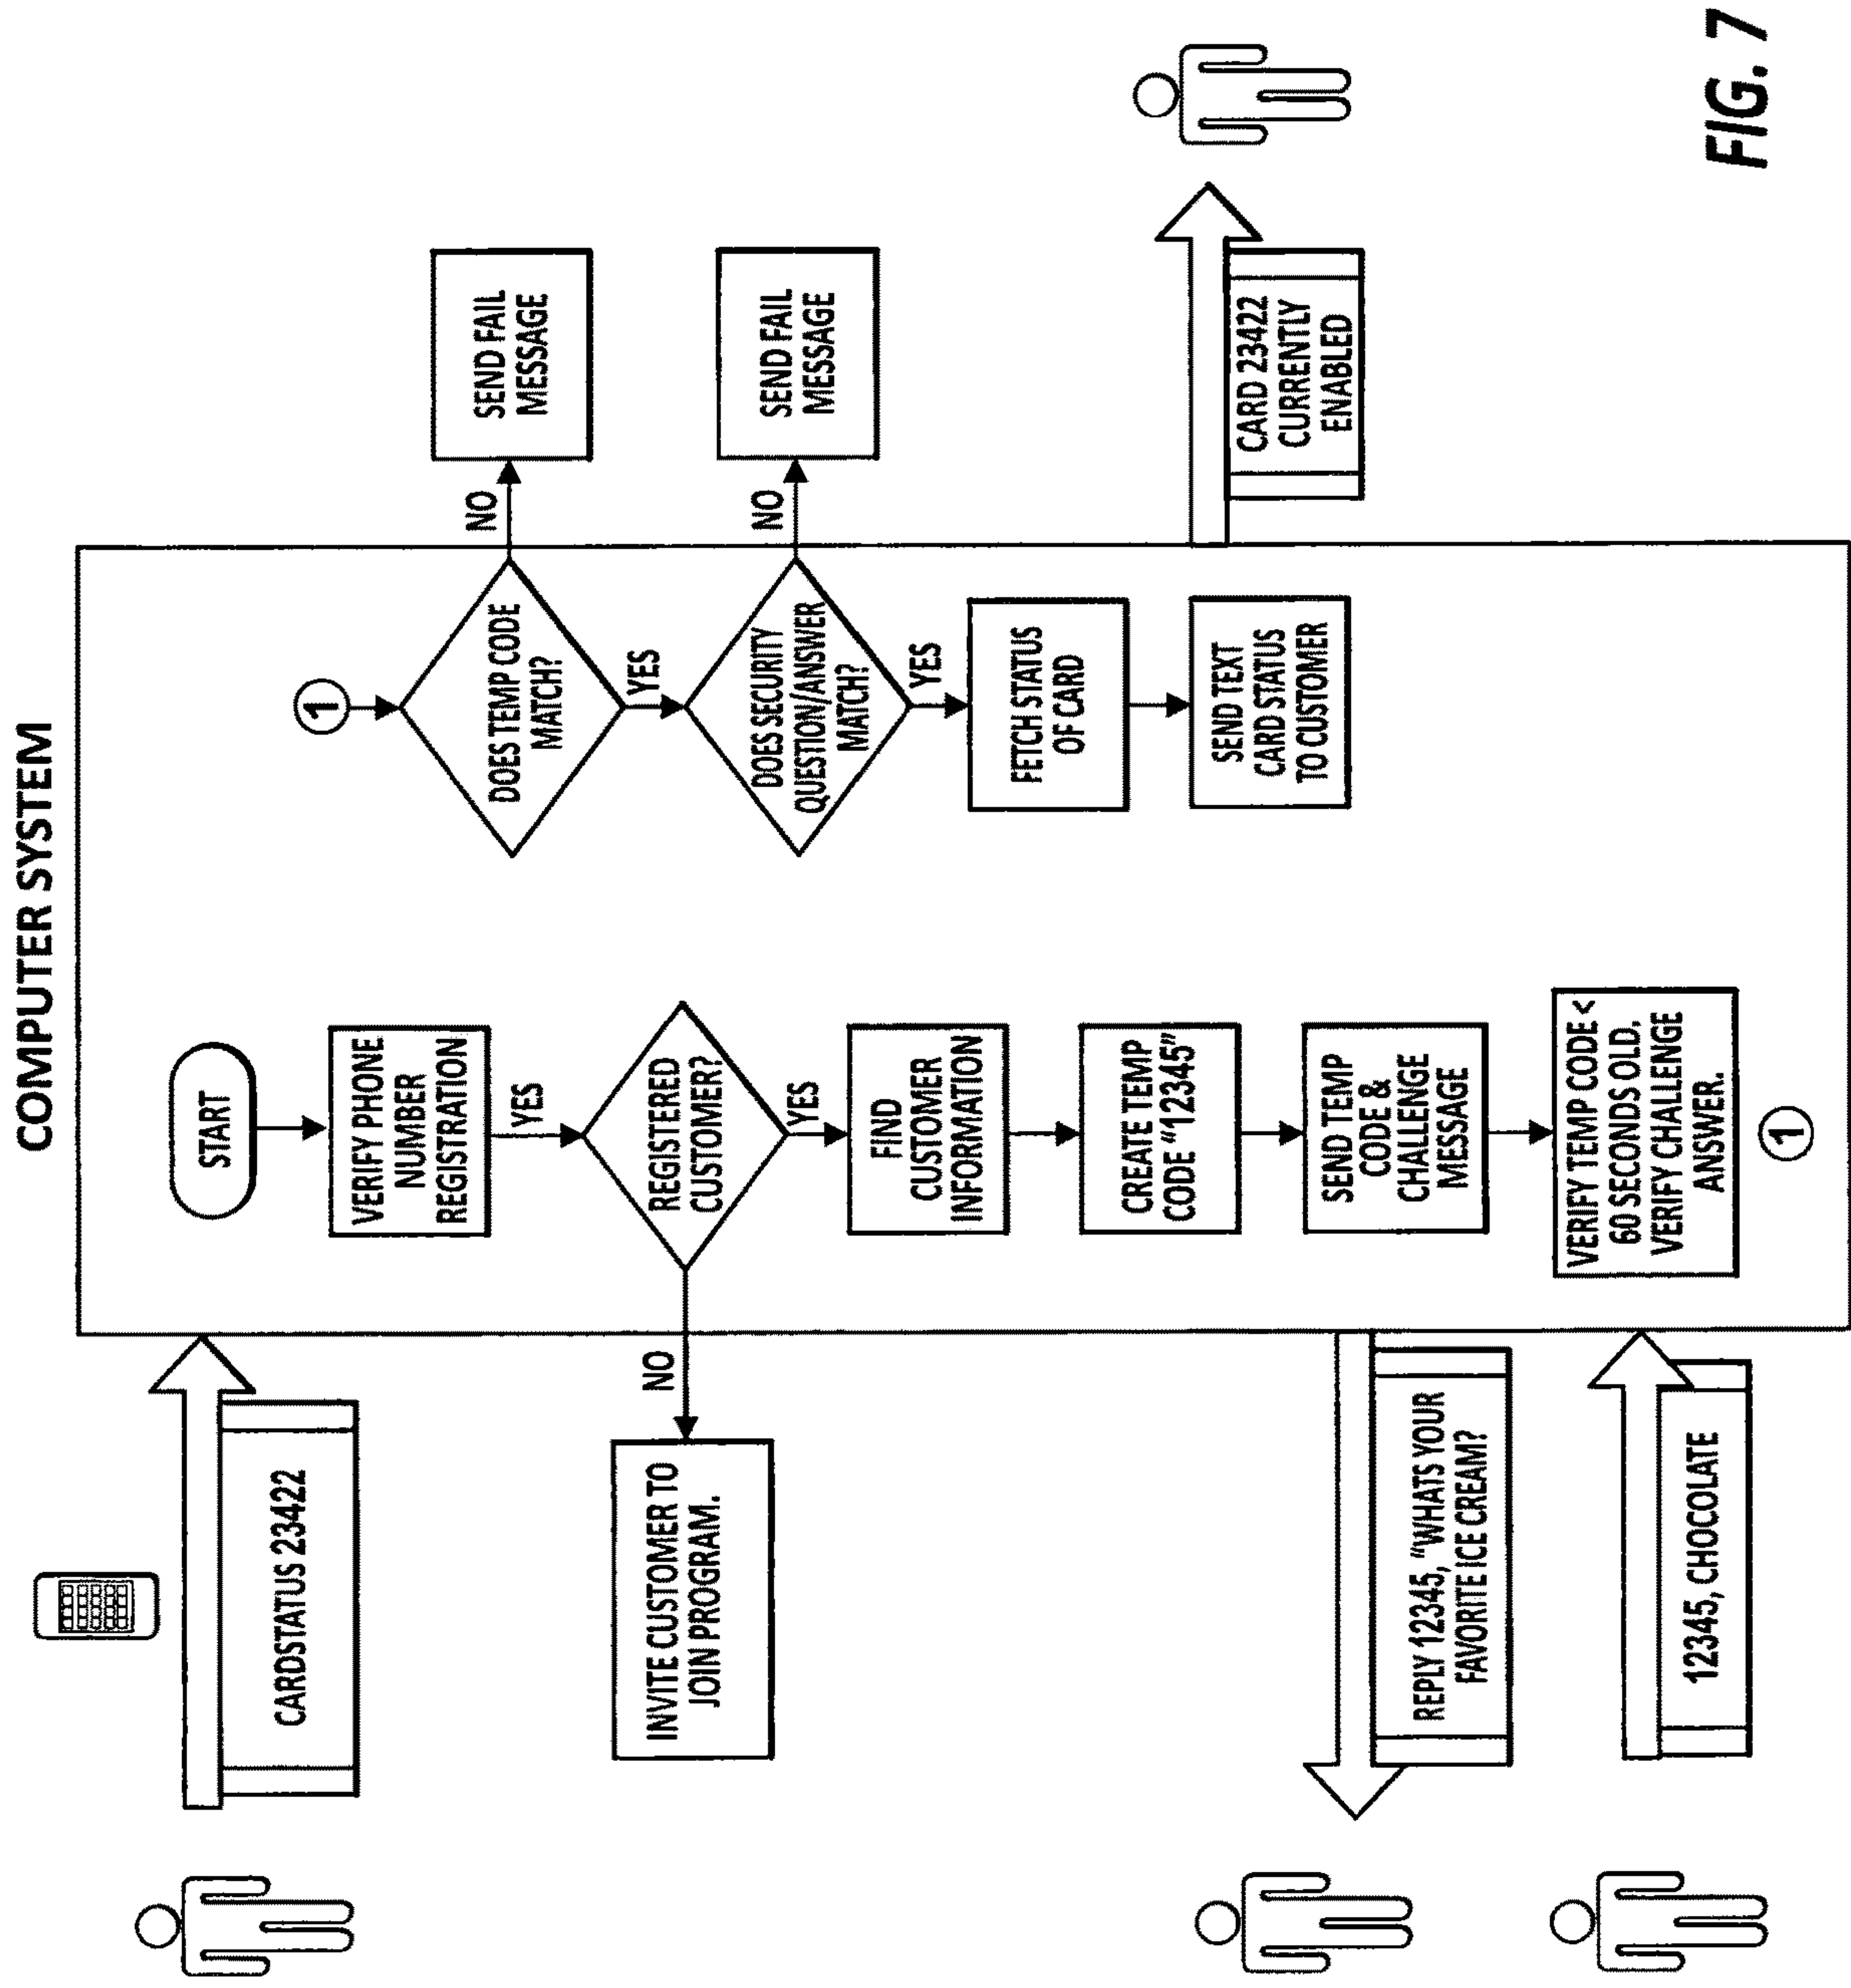 COMPUTER SYSTEM
CARDSTATUS 23422
START
VERIFY PHONE
NUMBER
REGISTRATION
YES
REGISTERED
CUSTOMER?
NO
INVITE CUSTOMER TO
JOIN PROGRAM.
YES
FIND
CUSTOMER
INFORMATION
CREATE TEMP
CODE "12345"
SEND TEMP
CODE &
CHALLENGE
MESSAGE
REPLY 12345, "WHATS YOUR
FAVORITE ICE CREAM?
12345, CHOCOLATE
VERIFY TEMP CODE <
60 SECONDS OLD.
VERIFY CHALLENGE
ANSWER.
1
1
DOES TEMP CODE
MATCH?
NO
SEND FAIL
MESSAGE
YES
DOES SECURITY
QUESTION/ANSWER
MATCH?
NO
SEND FAIL
MESSAGE
YES
FETCH STATUS
OF CARD
SEND TEXT
CARD STATUS
TO CUSTOMER
CARD 23422
CURRENTLY
ENABLED
FIG. 7